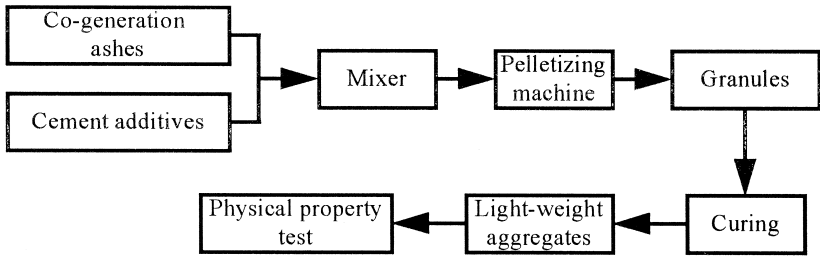 Co-generation
ashes
Cement additives
Mixer
Pelletizing
machine
Granules
Curing
Light-weight
aggregates
Physical property
test